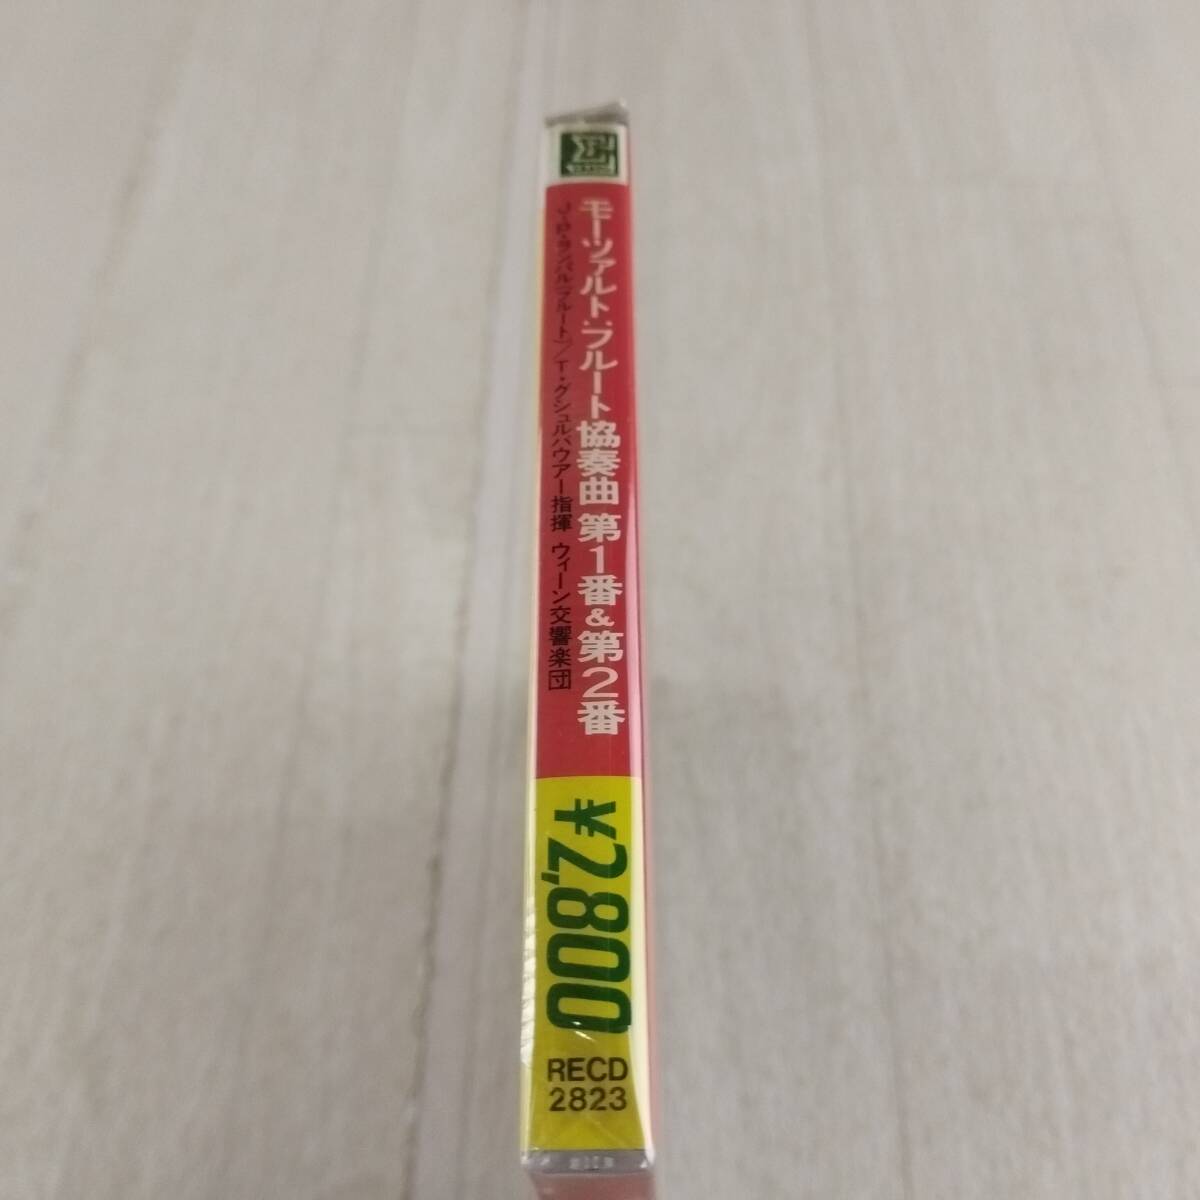 Σ
モーツァルト:フルート協奏曲 第1番&第2番
J=P・ランパル(フルート)/T・グシュルバウアー指揮 ウィーン交響楽団
¥2,800
RECD
2823